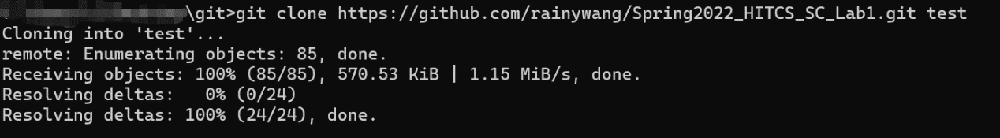 \git>git clone https://github.com/rainywang/Spring2022_HITCS_SC_Lab1.git test
Cloning into 'test'...
remote: Enumerating objects: 85, done.
Receiving objects: 100% (85/85), 570.53 KiB | 1.15 MiB/s, done.
Resolving deltas:   0% (0/24)
Resolving deltas: 100% (24/24), done.